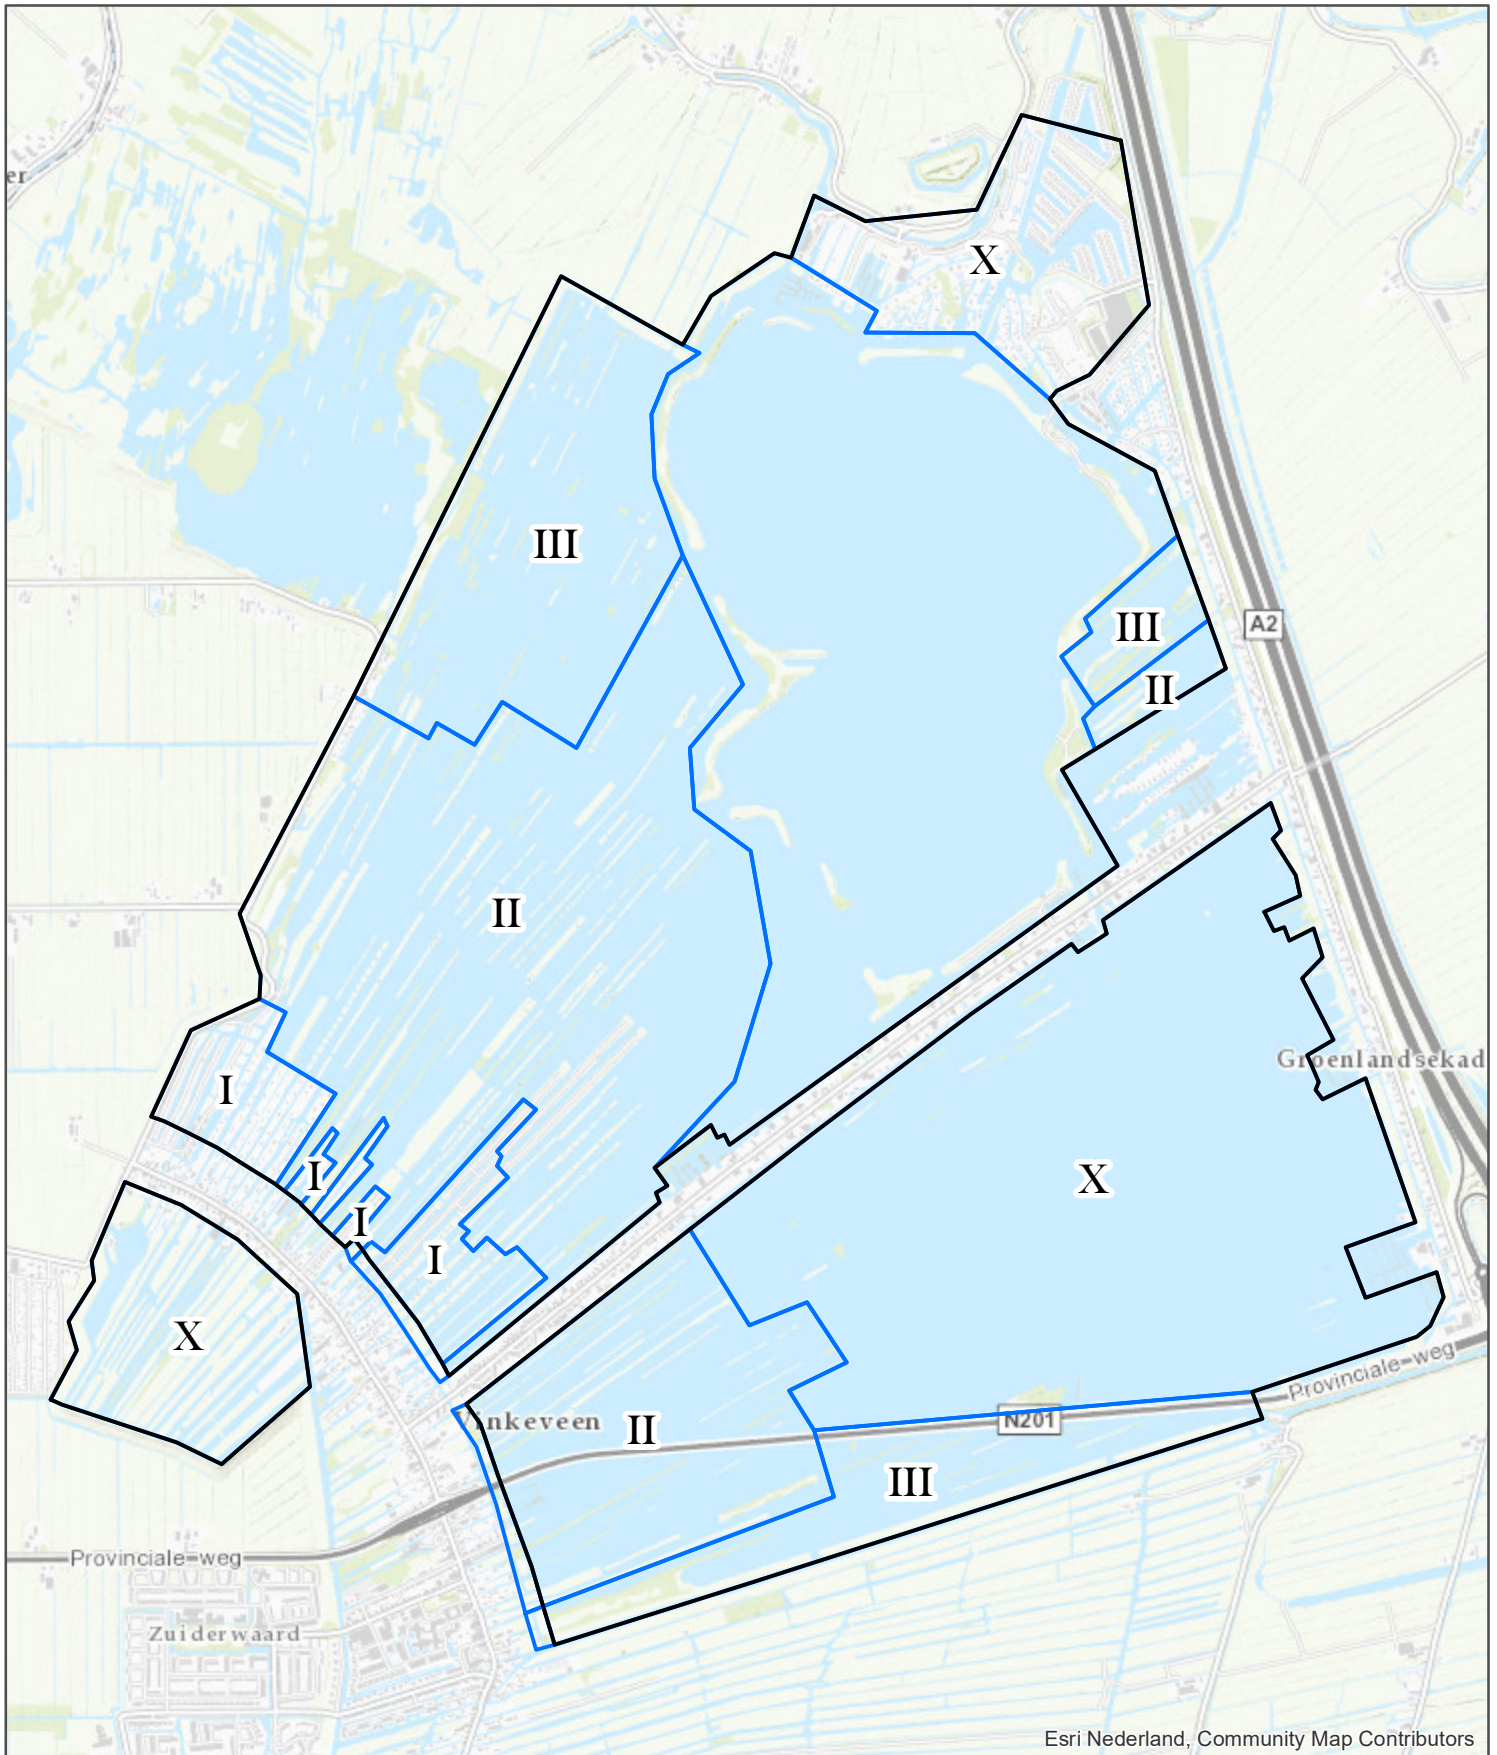 er
X
III
III
A2
II
II
Groenlandsekad
I
I
X
I
I
X
Provinciale-weg
Vinkeveen
N201
II
III
Provinciale-weg
Zuiderwaard
Esri Nederland, Community Map Contributors